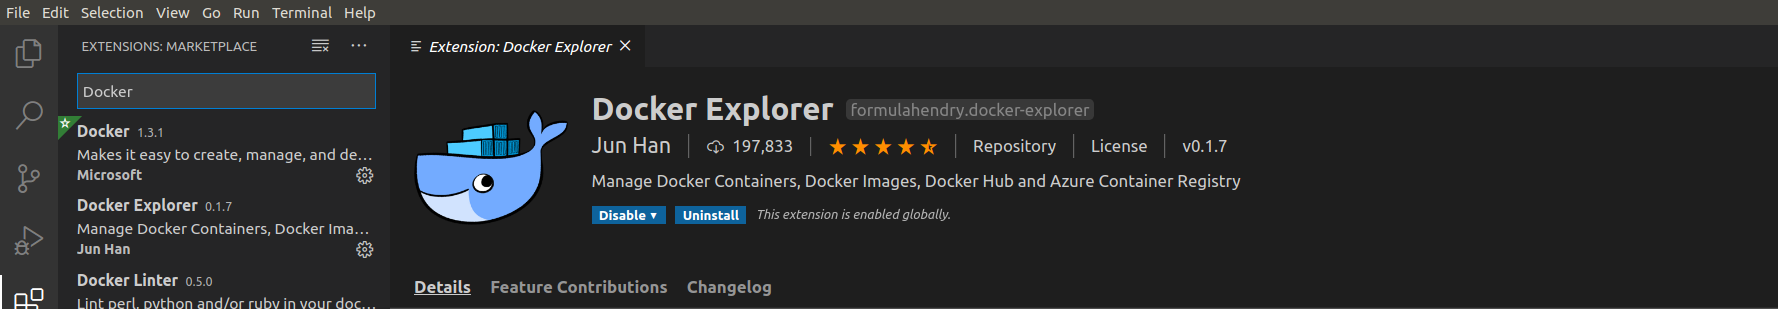 File Edit Selection View Go Run Terminal Help
EXTENSIONS: MARKETPLACE
Docker
Docker 1.3.1
Makes it easy to create, manage, and de...
Microsoft
Docker Explorer 0.1.7
Manage Docker Containers, Docker Ima...
Jun Han
Docker Linter 0.5.0
Lint perl, python and/or ruby in your doc...
Extension: Docker Explorer
Docker Explorer formulahendry.docker-explorer
Jun Han 197,833 Repository License v0.1.7
Manage Docker Containers, Docker Images, Docker Hub and Azure Container Registry
Disable Uninstall This extension is enabled globally.
Details Feature Contributions Changelog